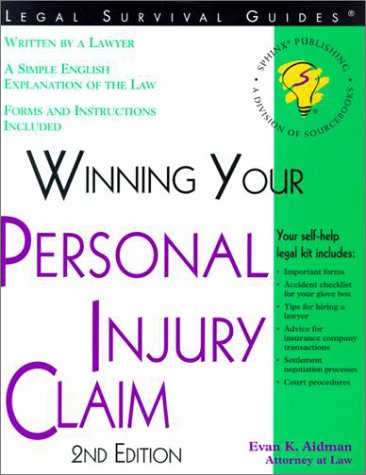 LEGAL SURVIVAL GUIDES®
WRITTEN BY A LAWYER
A SIMPLE ENGLISH
EXPLANATION OF THE LAW
FORMS AND INSTRUCTIONS
INCLUDED
SPHINX® PUBLISHING
A DIVISION OF SOURCEBOOKS
WINNING YOUR
PERSONAL
INJURY
CLAIM
2ND EDITION
Your self-help
legal kit includes:
• Important forms
• Accident checklist
for your glove box
• Tips for hiring a
lawyer
• Advice for
insurance company
transactions
• Settlement
negotiation processes
• Court procedures
Evan K. Aidman
Attorney at Law